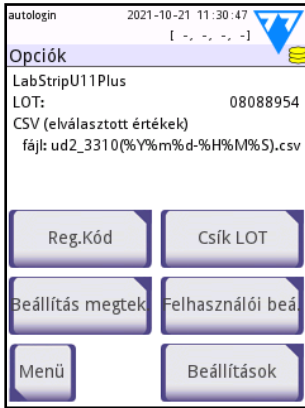 autologin 2021-10-21 11:30:47
[ -, -, -, -]
Opciók
LabStripU11Plus
LOT: 08088954
CSV (elválasztott értékek)
fájl: ud2_3310(%Y%m%d-%H%M%S).csv
Reg.Kód Csík LOT
Beállítás megtek. Felhasználói beá.
Menü Beállítások